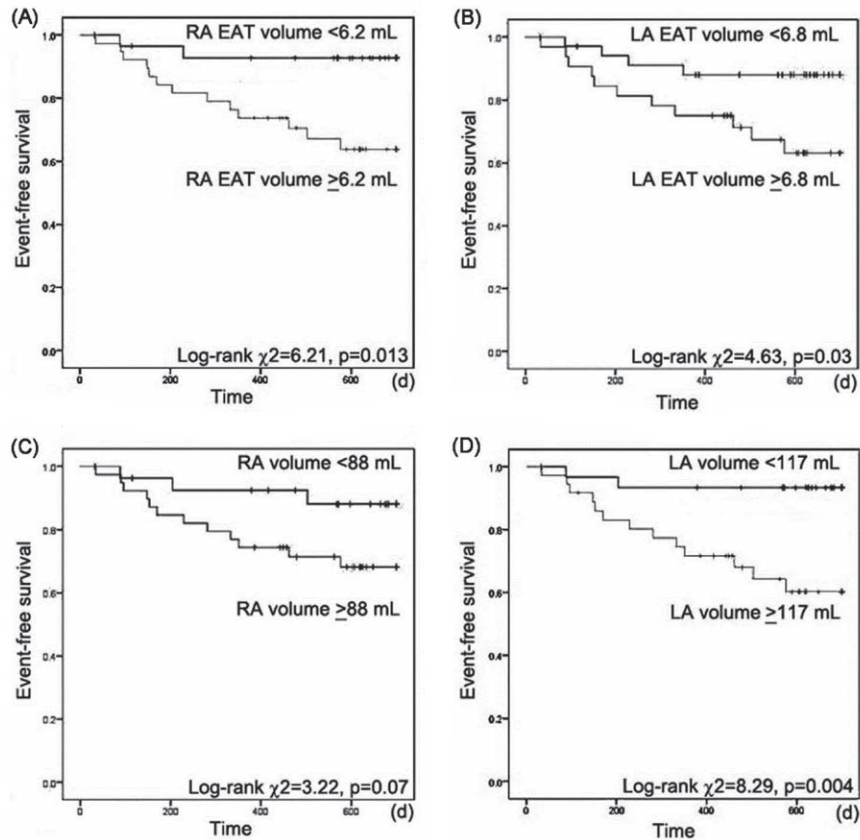 (A)
RA EAT volume <6.2 mL
1.0
0.8
0.6
0.4
0.2
0.0
Event-free survival
RA EAT volume ≥6.2 mL
Log-rank χ2=6.21, p=0.013
0
200
400
600
(d)
Time
(B)
LA EAT volume <6.8 mL
1.0
0.8
0.6
0.4
0.2
0.0
Event-free survival
LA EAT volume ≥6.8 mL
Log-rank χ2=4.63, p=0.03
0
200
400
600
(d)
Time
(C)
RA volume <88 mL
1.0
0.8
0.6
0.4
0.2
0.0
Event-free survival
RA volume ≥88 mL
Log-rank χ2=3.22, p=0.07
0
200
400
600
(d)
Time
(D)
LA volume <117 mL
1.0
0.8
0.6
0.4
0.2
0.0
Event-free survival
LA volume ≥117 mL
Log-rank χ2=8.29, p=0.004
0
200
400
600
(d)
Time